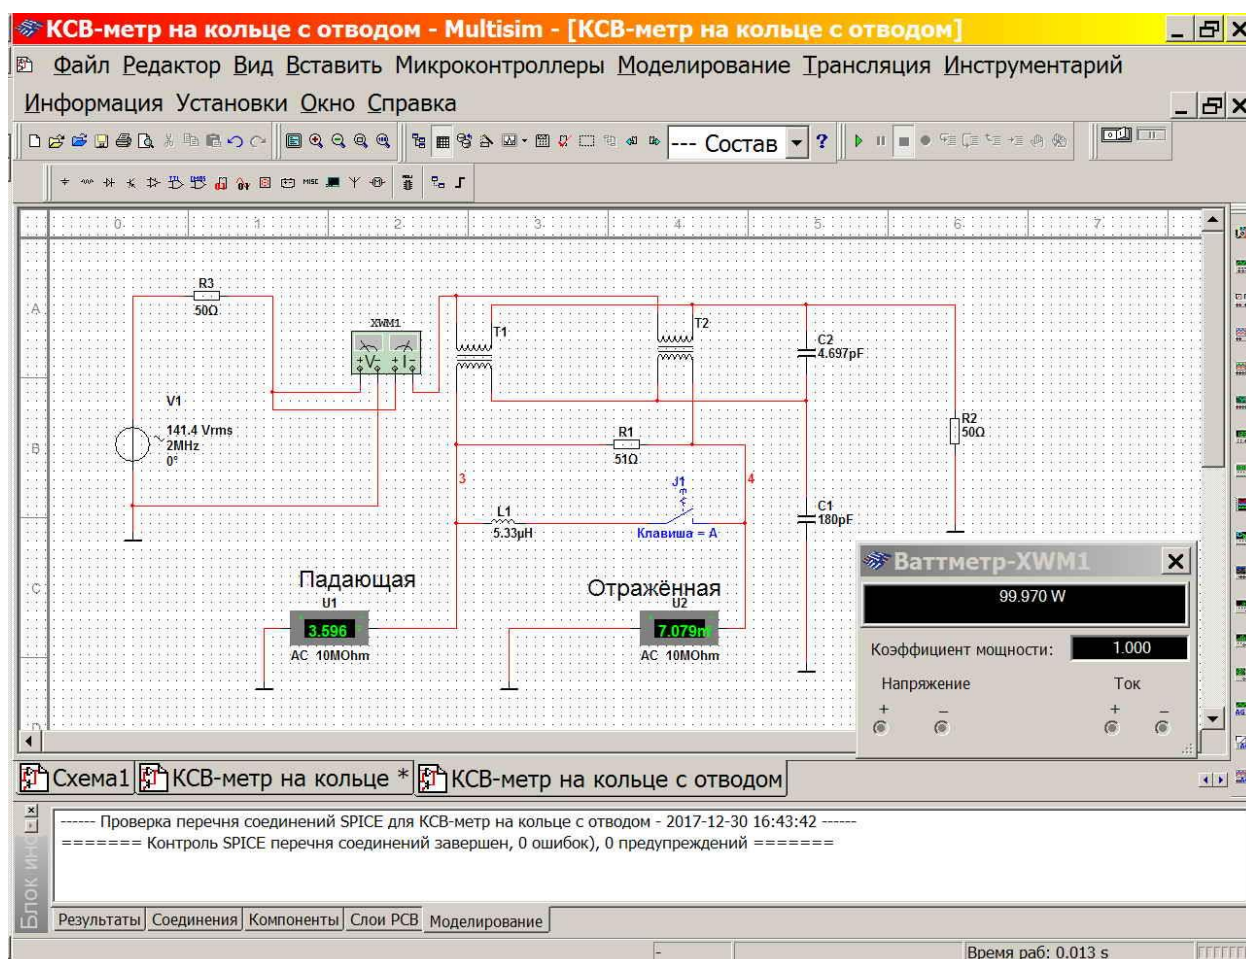 КСВ-метр на кольце с отводом - Multisim - [КСВ-метр на кольце с отводом]
Файл Редактор Вид Вставить Микроконтроллеры Моделирование Трансляция Инструментарий
Информация Установки Окно Справка
--- Состав
MISC
0 1 2 3 4 5 6 7
A
B
C
D
R3
50Ω
XWM1
V I
T1
T2
C2
4.697pF
V1
141.4 Vrms
2MHz
0°
R2
50Ω
R1
51Ω
3
J1
4
L1
5.33µH
Клавиша = A
C1
180pF
Падающая
U1
3.596
AC 10MOhm
Отражённая
U2
7.079m
AC 10MOhm
Ваттметр-XWM1
99.970 W
Коэффициент мощности: 1.000
Напряжение Ток
+ − + −
Схема1 КСВ-метр на кольце * КСВ-метр на кольце с отводом
------ Проверка перечня соединений SPICE для КСВ-метр на кольце с отводом - 2017-12-30 16:43:42 ------
======= Контроль SPICE перечня соединений завершен, 0 ошибок), 0 предупреждений =======
Блок инф
Результаты Соединения Компоненты Слои PCB Моделирование
- Время раб: 0.013 s